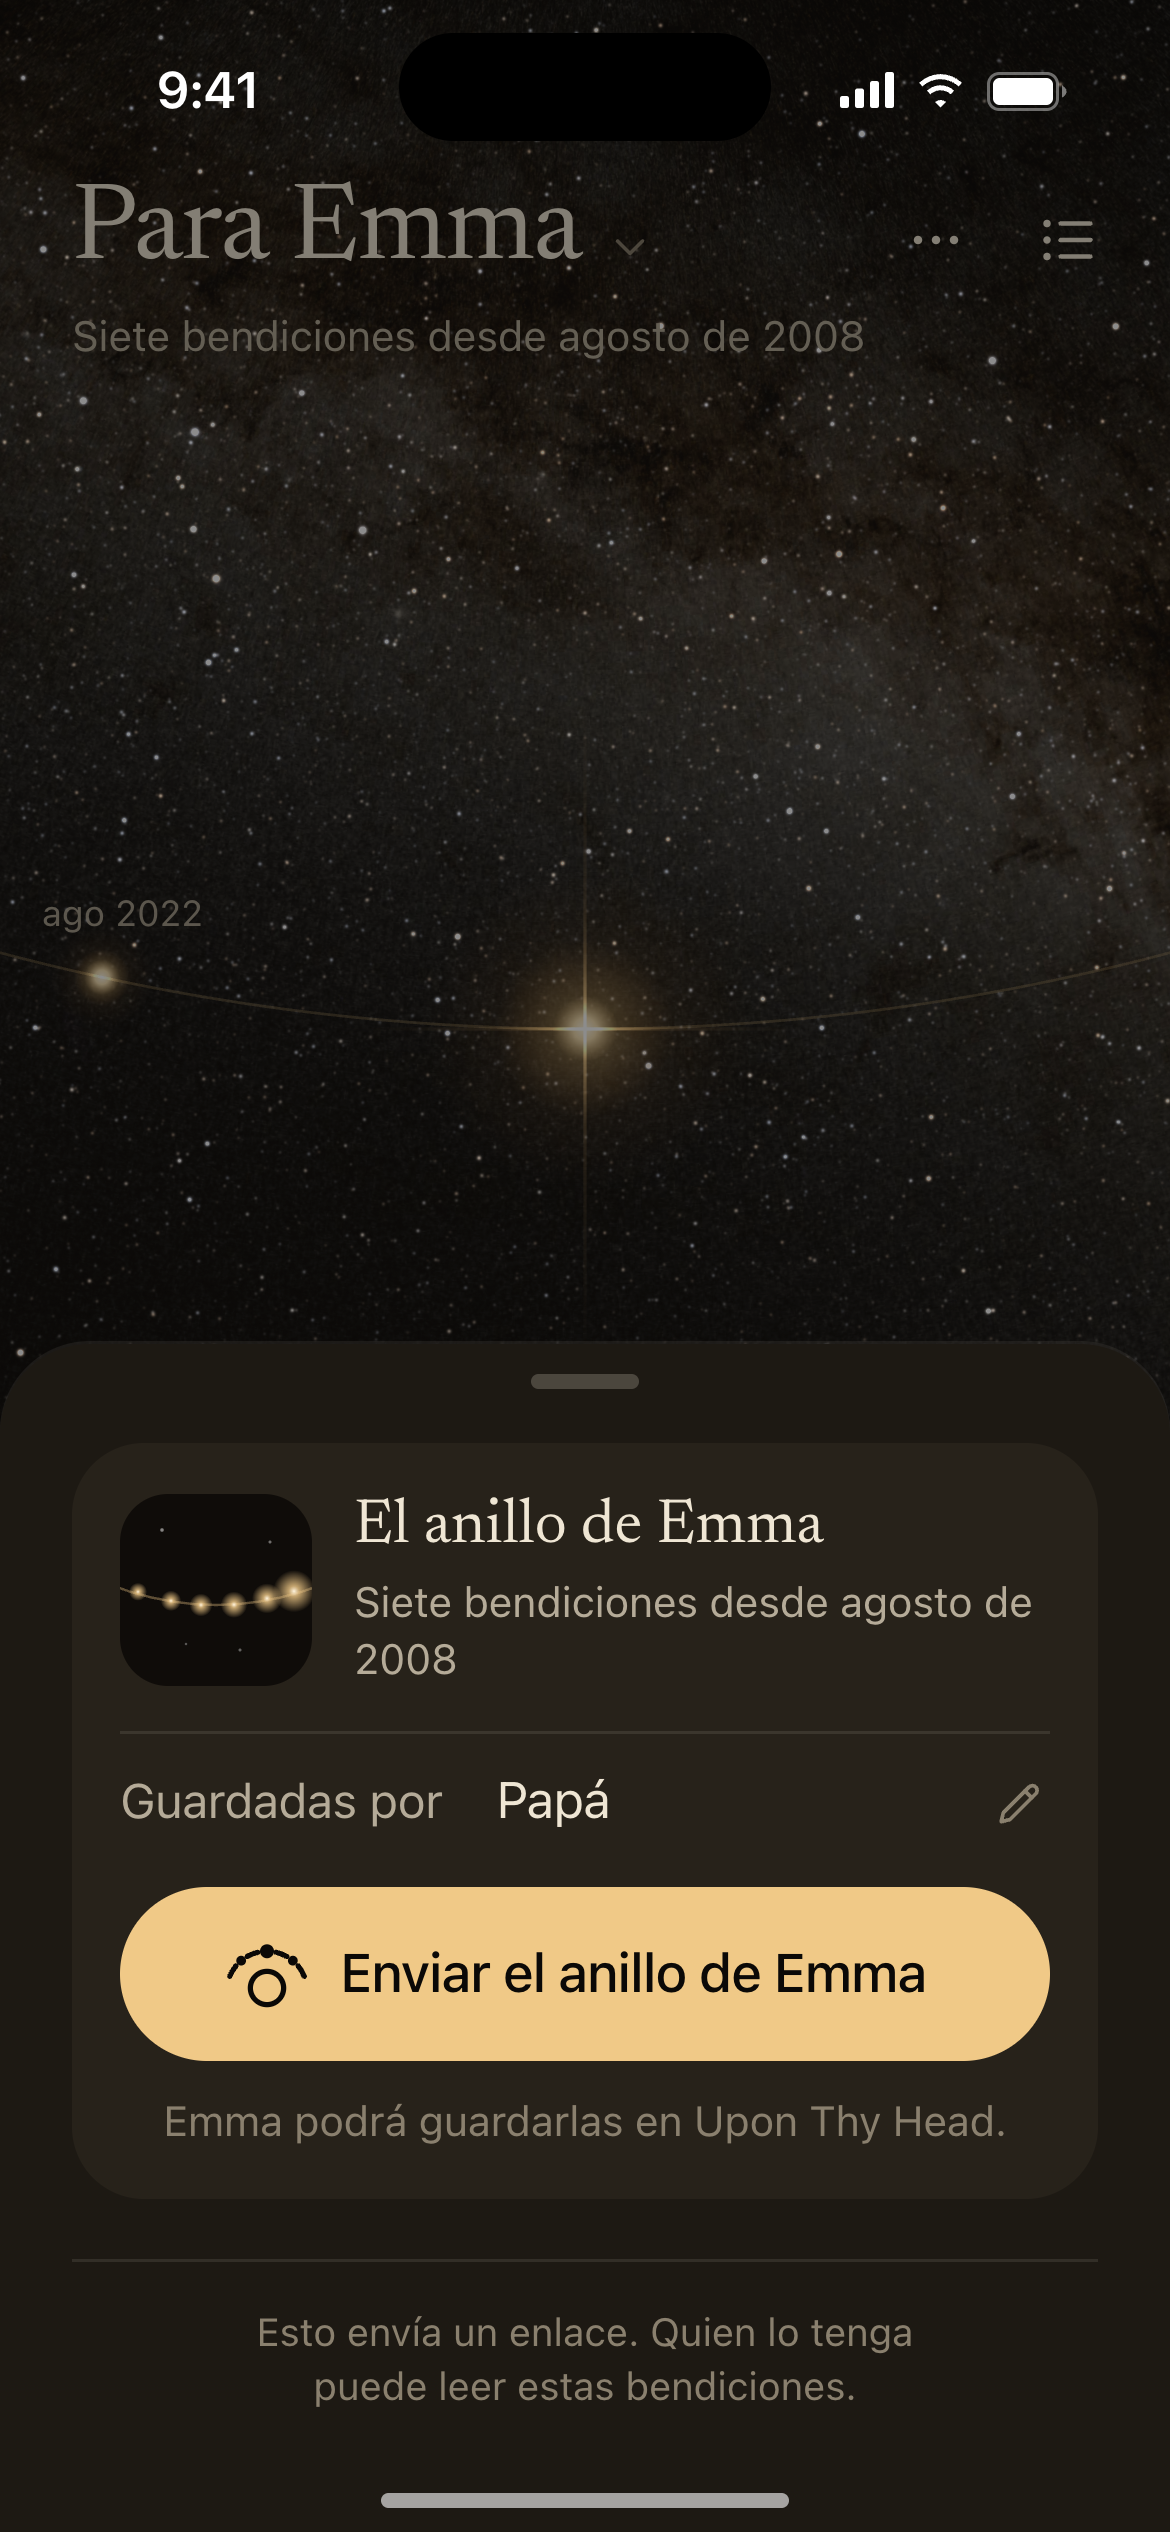 9:41
Para Emma
Siete bendiciones desde agosto de 2008
ago 2022
El anillo de Emma
Siete bendiciones desde agosto de
2008
Guardadas por Papá
Enviar el anillo de Emma
Emma podrá guardarlas en Upon Thy Head.
Esto envía un enlace. Quien lo tenga
puede leer estas bendiciones.